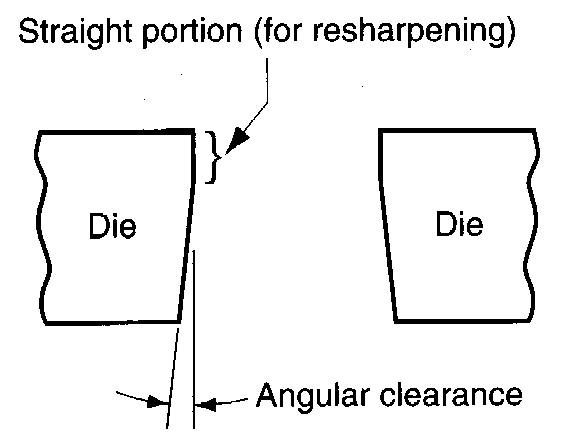 Straight portion (for resharpening)
Die
Die
Angular clearance